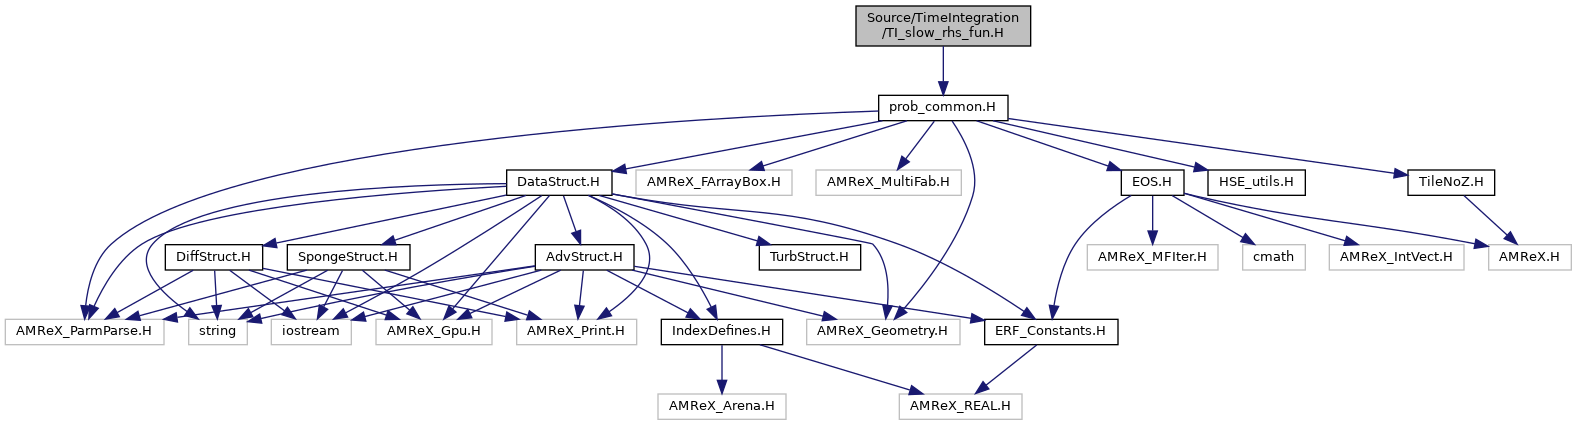 Source/TimeIntegration
/TI_slow_rhs_fun.H
prob_common.H
DataStruct.H
AMReX_FArrayBox.H
AMReX_MultiFab.H
EOS.H
HSE_utils.H
TileNoZ.H
DiffStruct.H
SpongeStruct.H
AdvStruct.H
TurbStruct.H
AMReX_MFIter.H
cmath
AMReX_IntVect.H
AMReX.H
AMReX_ParmParse.H
string
iostream
AMReX_Gpu.H
AMReX_Print.H
IndexDefines.H
AMReX_Geometry.H
ERF_Constants.H
AMReX_Arena.H
AMReX_REAL.H